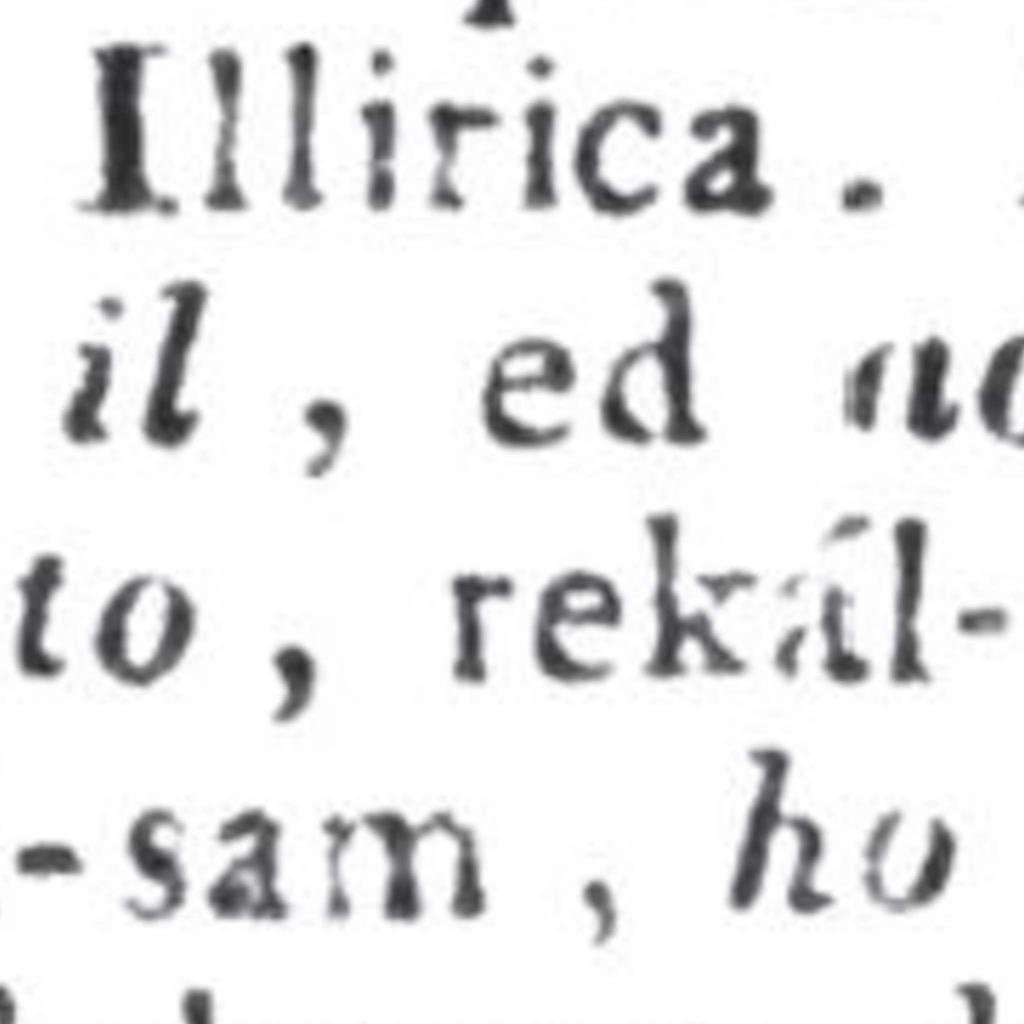 Illirica.
il, ed
to, rekál-
-sam, ho